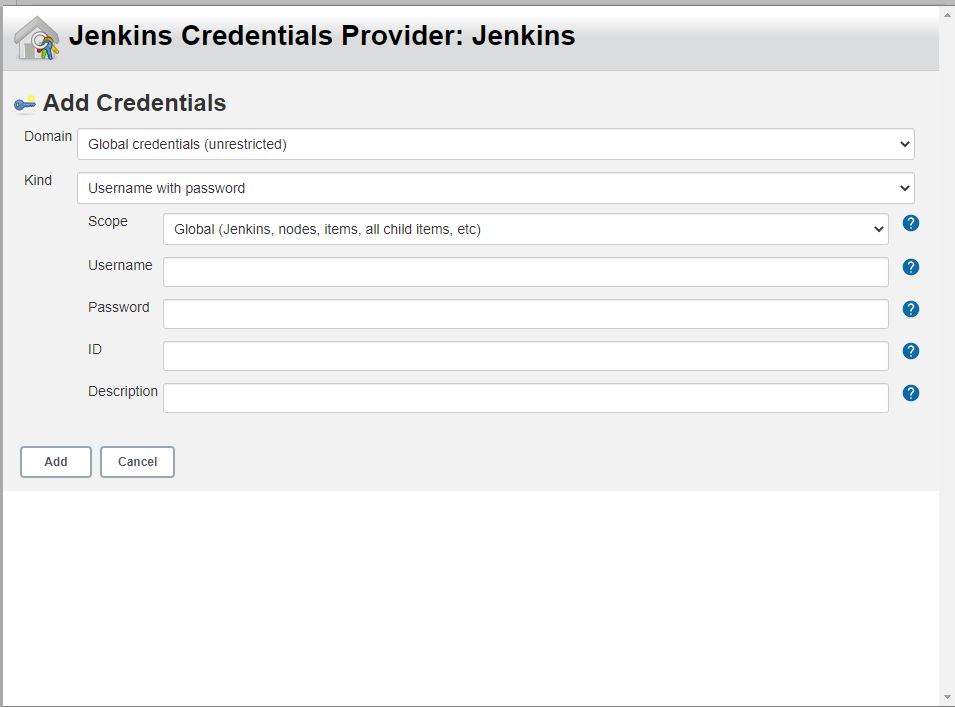 Jenkins Credentials Provider: Jenkins
Add Credentials
Domain
Global credentials (unrestricted)
Kind
Username with password
Scope
Global (Jenkins, nodes, items, all child items, etc)
?
Username
?
Password
?
ID
?
Description
?
Add
Cancel